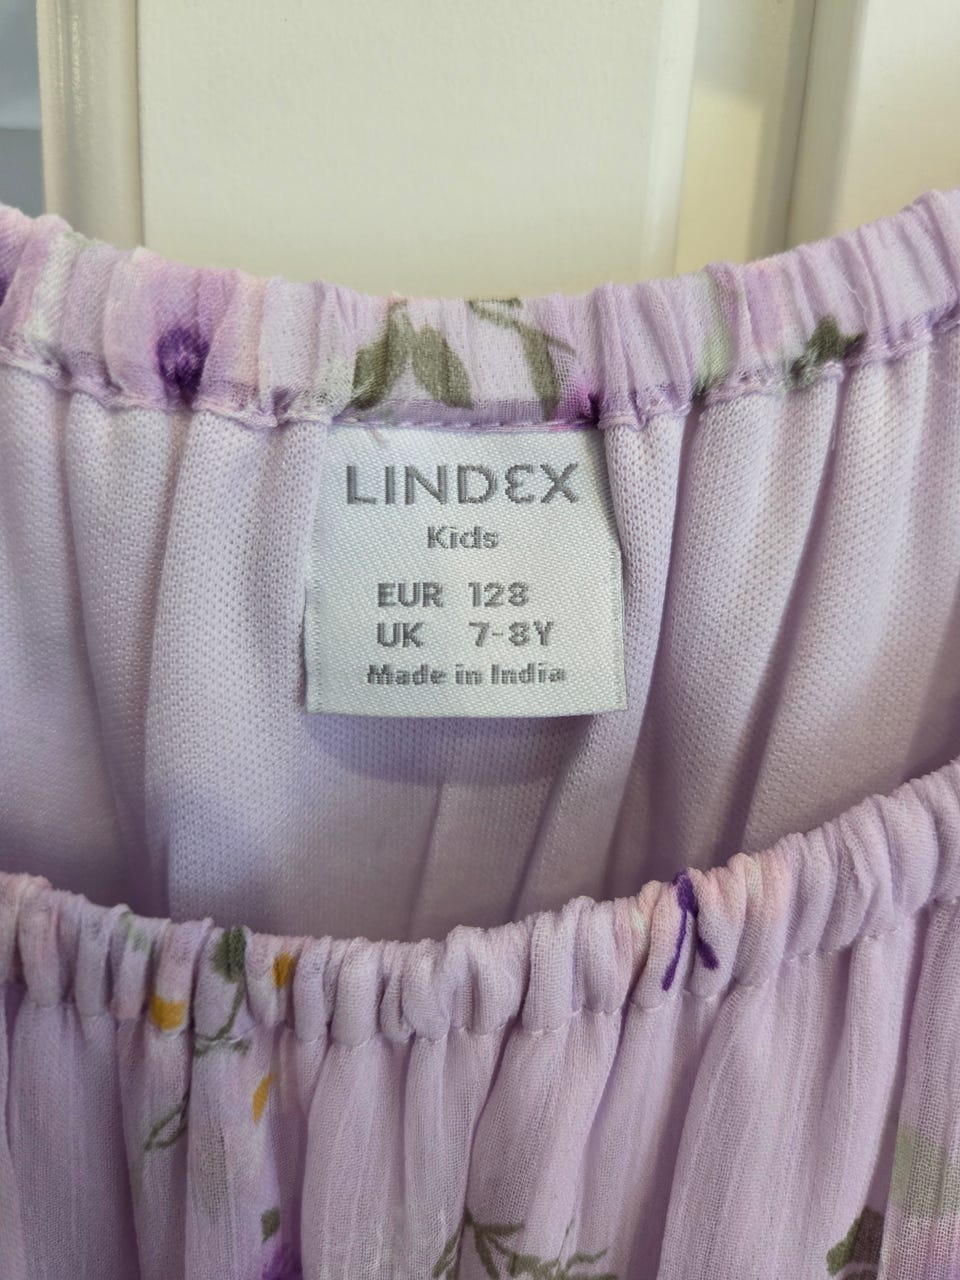 LINDEX
Kids
EUR 128
UK 7-8Y
Made in India